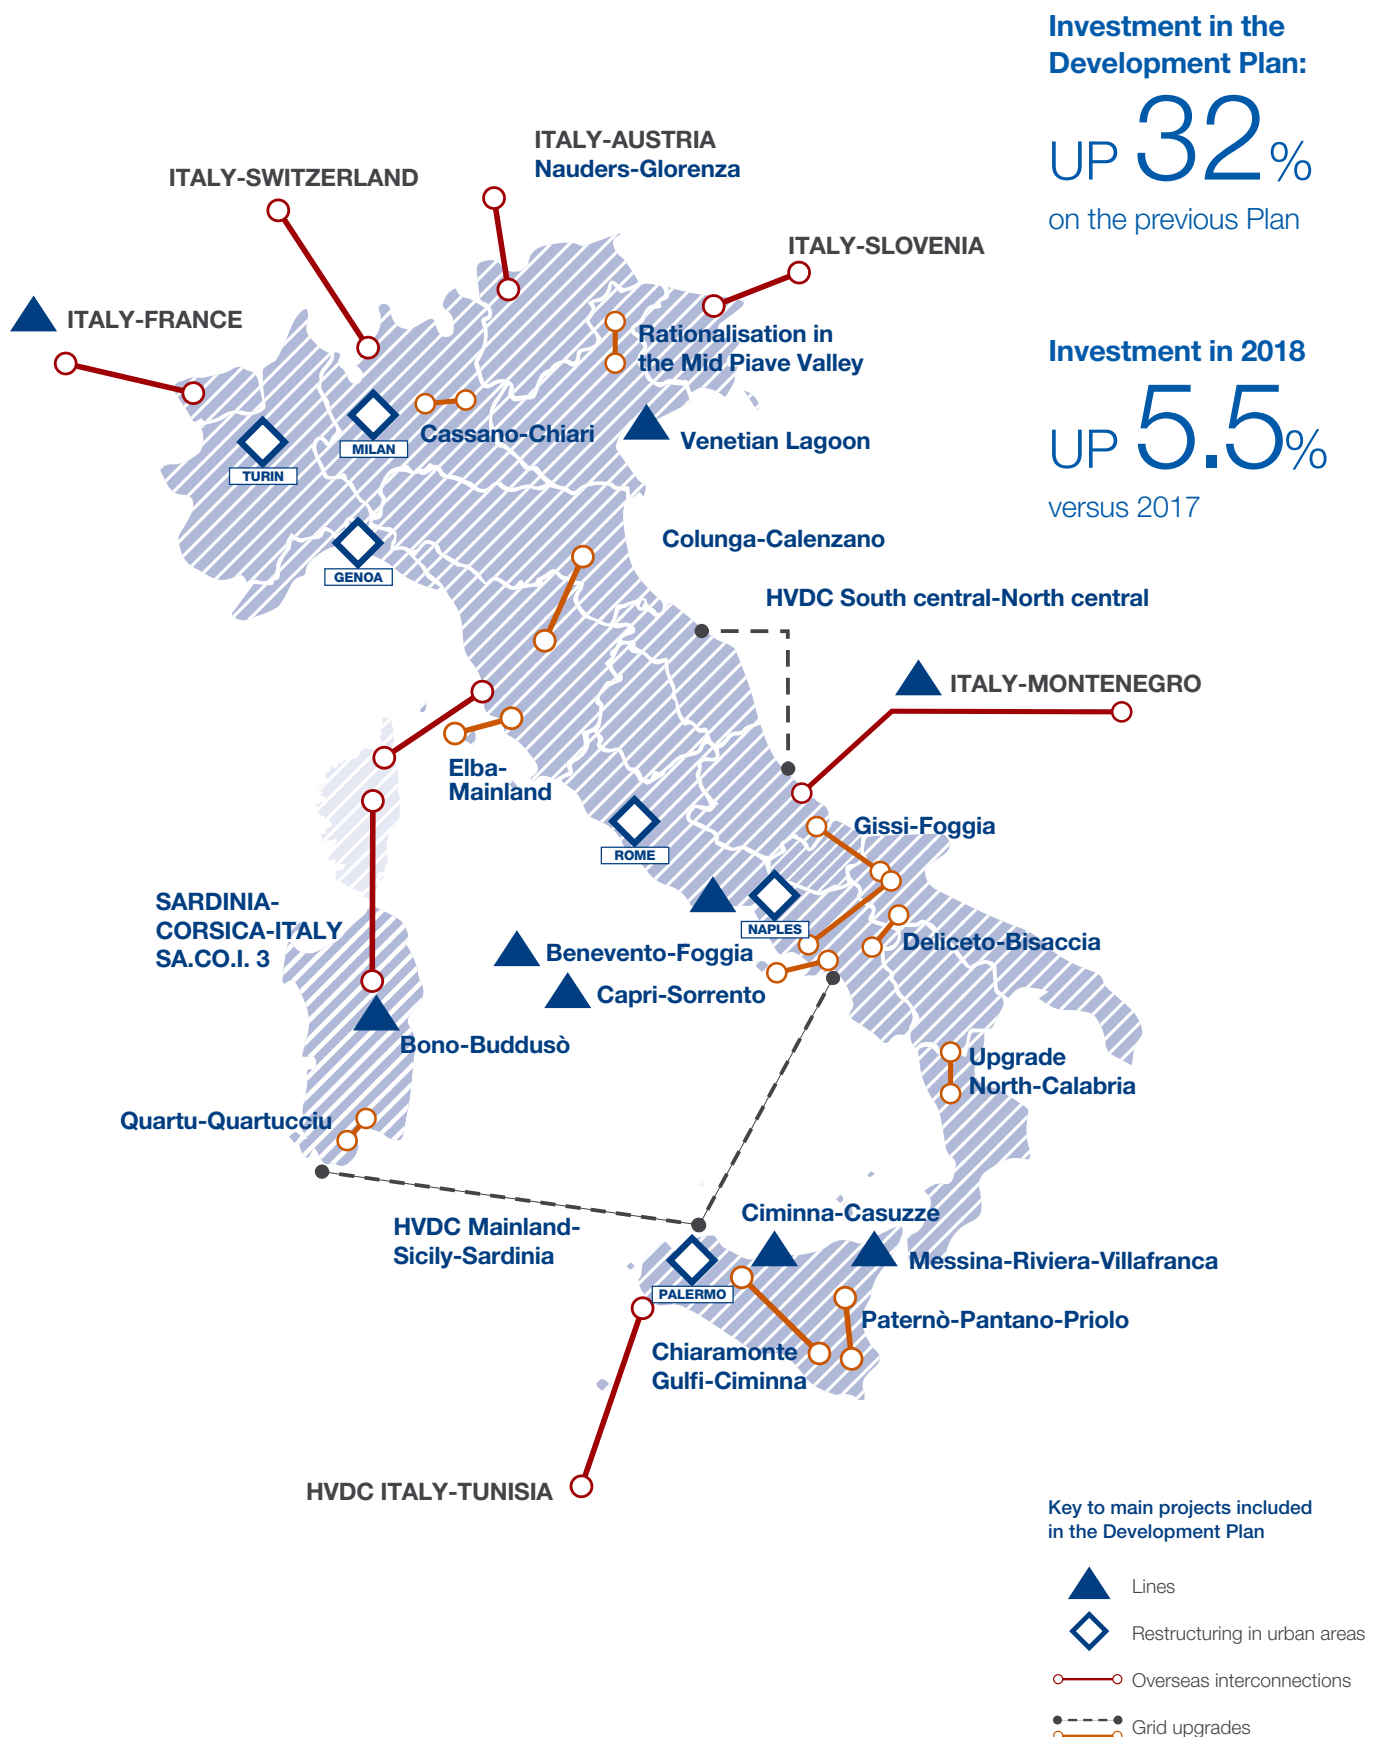 Investment in the
Development Plan:
UP 32%
on the previous Plan
ITALY-AUSTRIA
Nauders-Glorenza
ITALY-SWITZERLAND
ITALY-SLOVENIA
ITALY-FRANCE
Rationalisation in
the Mid Piave Valley
Investment in 2018
UP 5.5%
versus 2017
MILAN
Cassano-Chiari
Venetian Lagoon
TURIN
Colunga-Calenzano
GENOA
HVDC South central-North central
ITALY-MONTENEGRO
Elba-
Mainland
Gissi-Foggia
ROME
SARDINIA-
CORSICA-ITALY
SA.CO.I. 3
NAPLES
Deliceto-Bisaccia
Benevento-Foggia
Capri-Sorrento
Bono-Buddusò
Upgrade
North-Calabria
Quartu-Quartucciu
Ciminna-Casuzze
HVDC Mainland-
Sicily-Sardinia
Messina-Riviera-Villafranca
PALERMO
Paternò-Pantano-Priolo
Chiaramonte
Gulfi-Ciminna
HVDC ITALY-TUNISIA
Key to main projects included
in the Development Plan
Lines
Restructuring in urban areas
Overseas interconnections
Grid upgrades